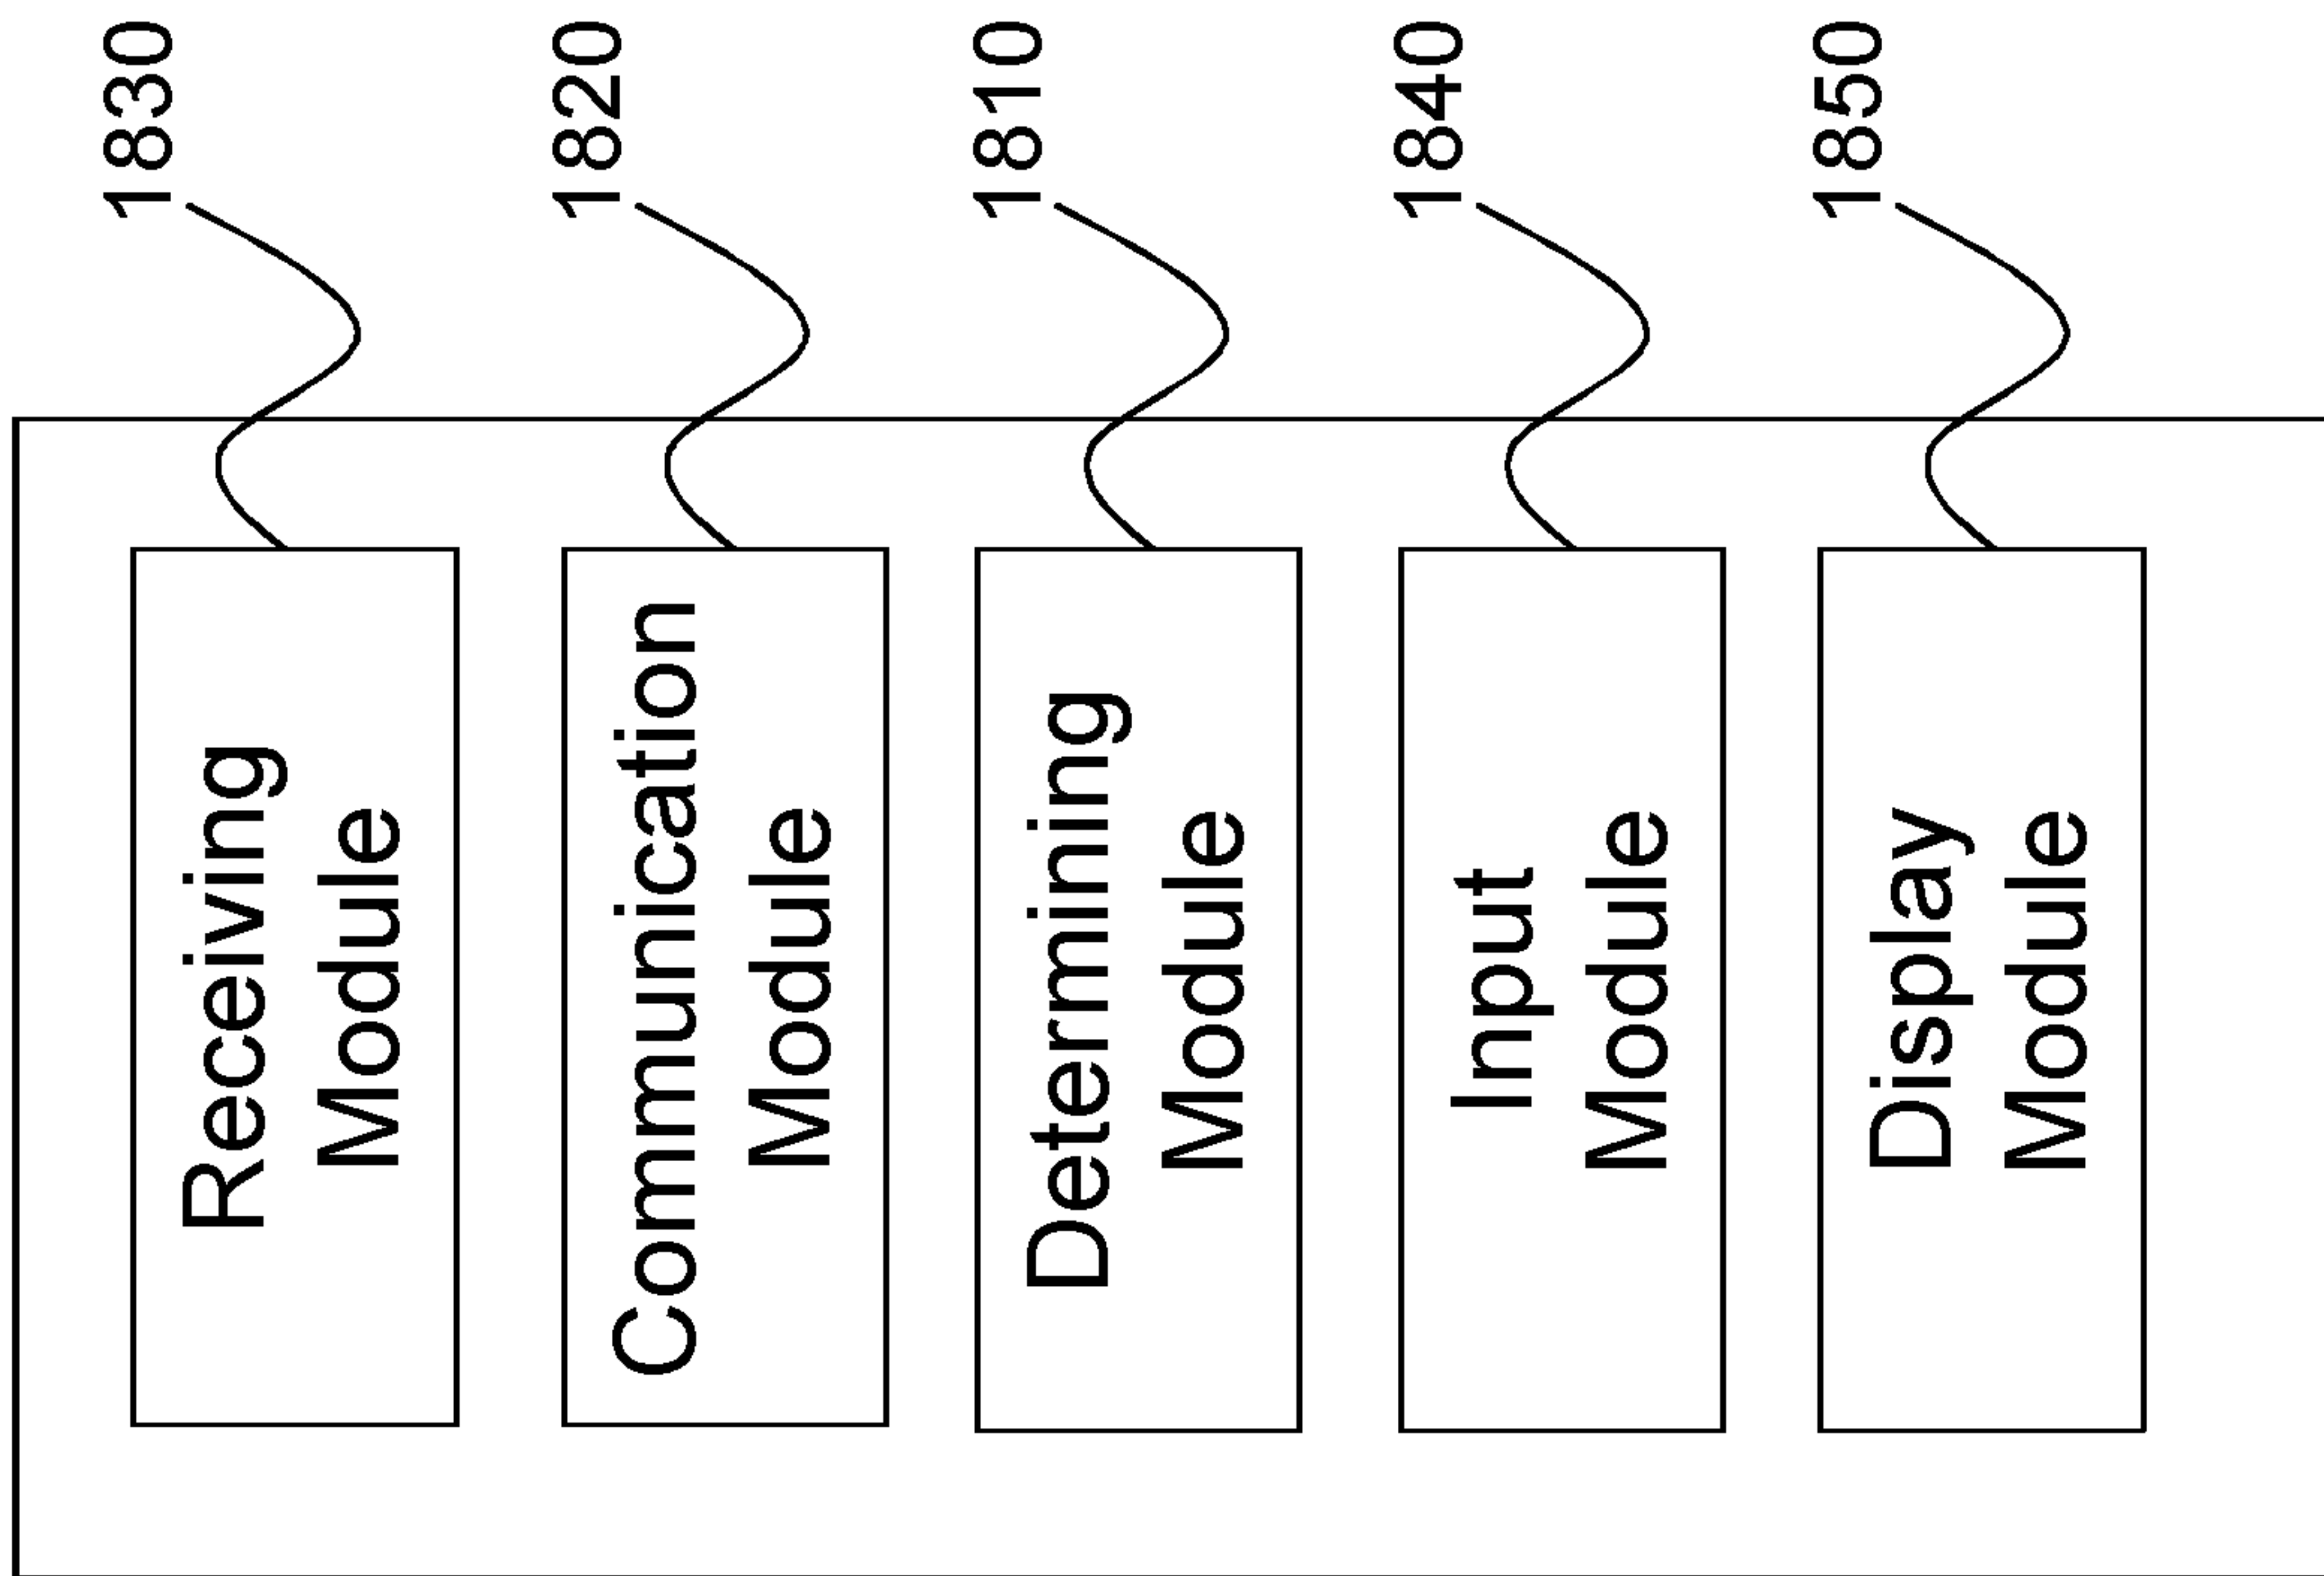 Receiving
Module
1830
Communication
Module
1820
Determining
Module
1810
Input
Module
1840
Display
Module
1850